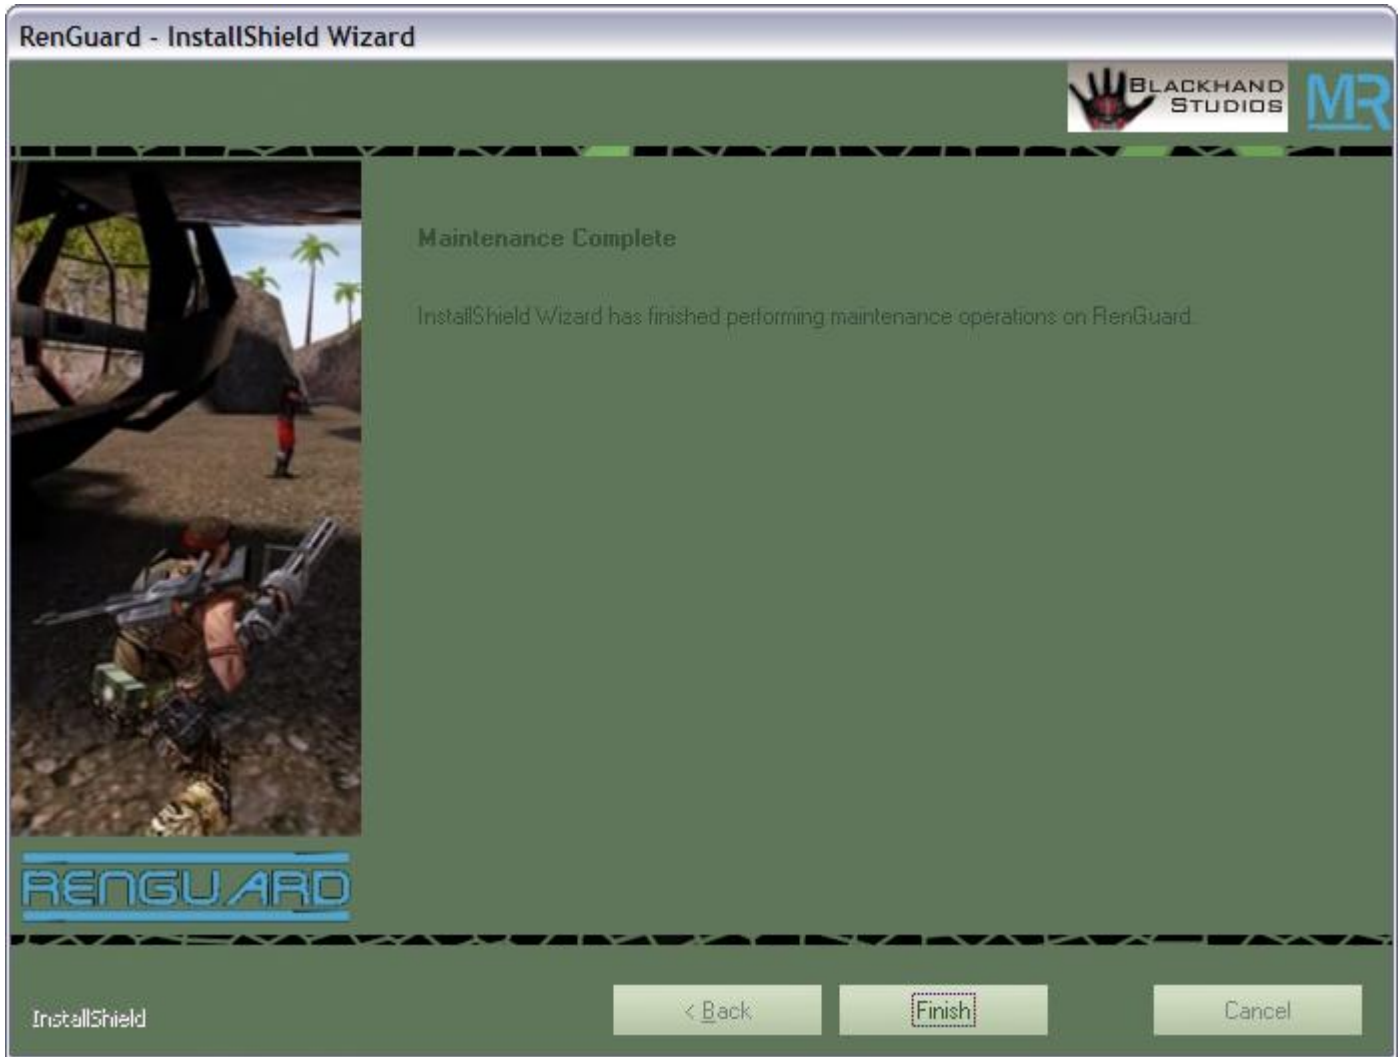 RenGuard - InstallShield Wizard
BLACKHAND
STUDIOS
MR
Maintenance Complete
InstallShield Wizard has finished performing maintenance operations on RenGuard.
RENGUARD
InstallShield
< Back
Finish
Cancel